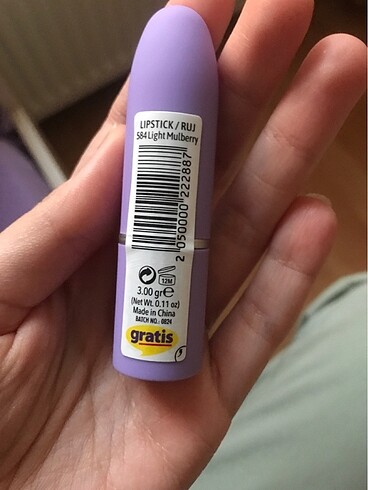 LIPSTICK / RUJ
584 Light Mulberry
2 050000 222887
12M
3.00 gr e
(Net Wt. 0.11 oz)
Made in China
BATCH NO.: 0824
gratis